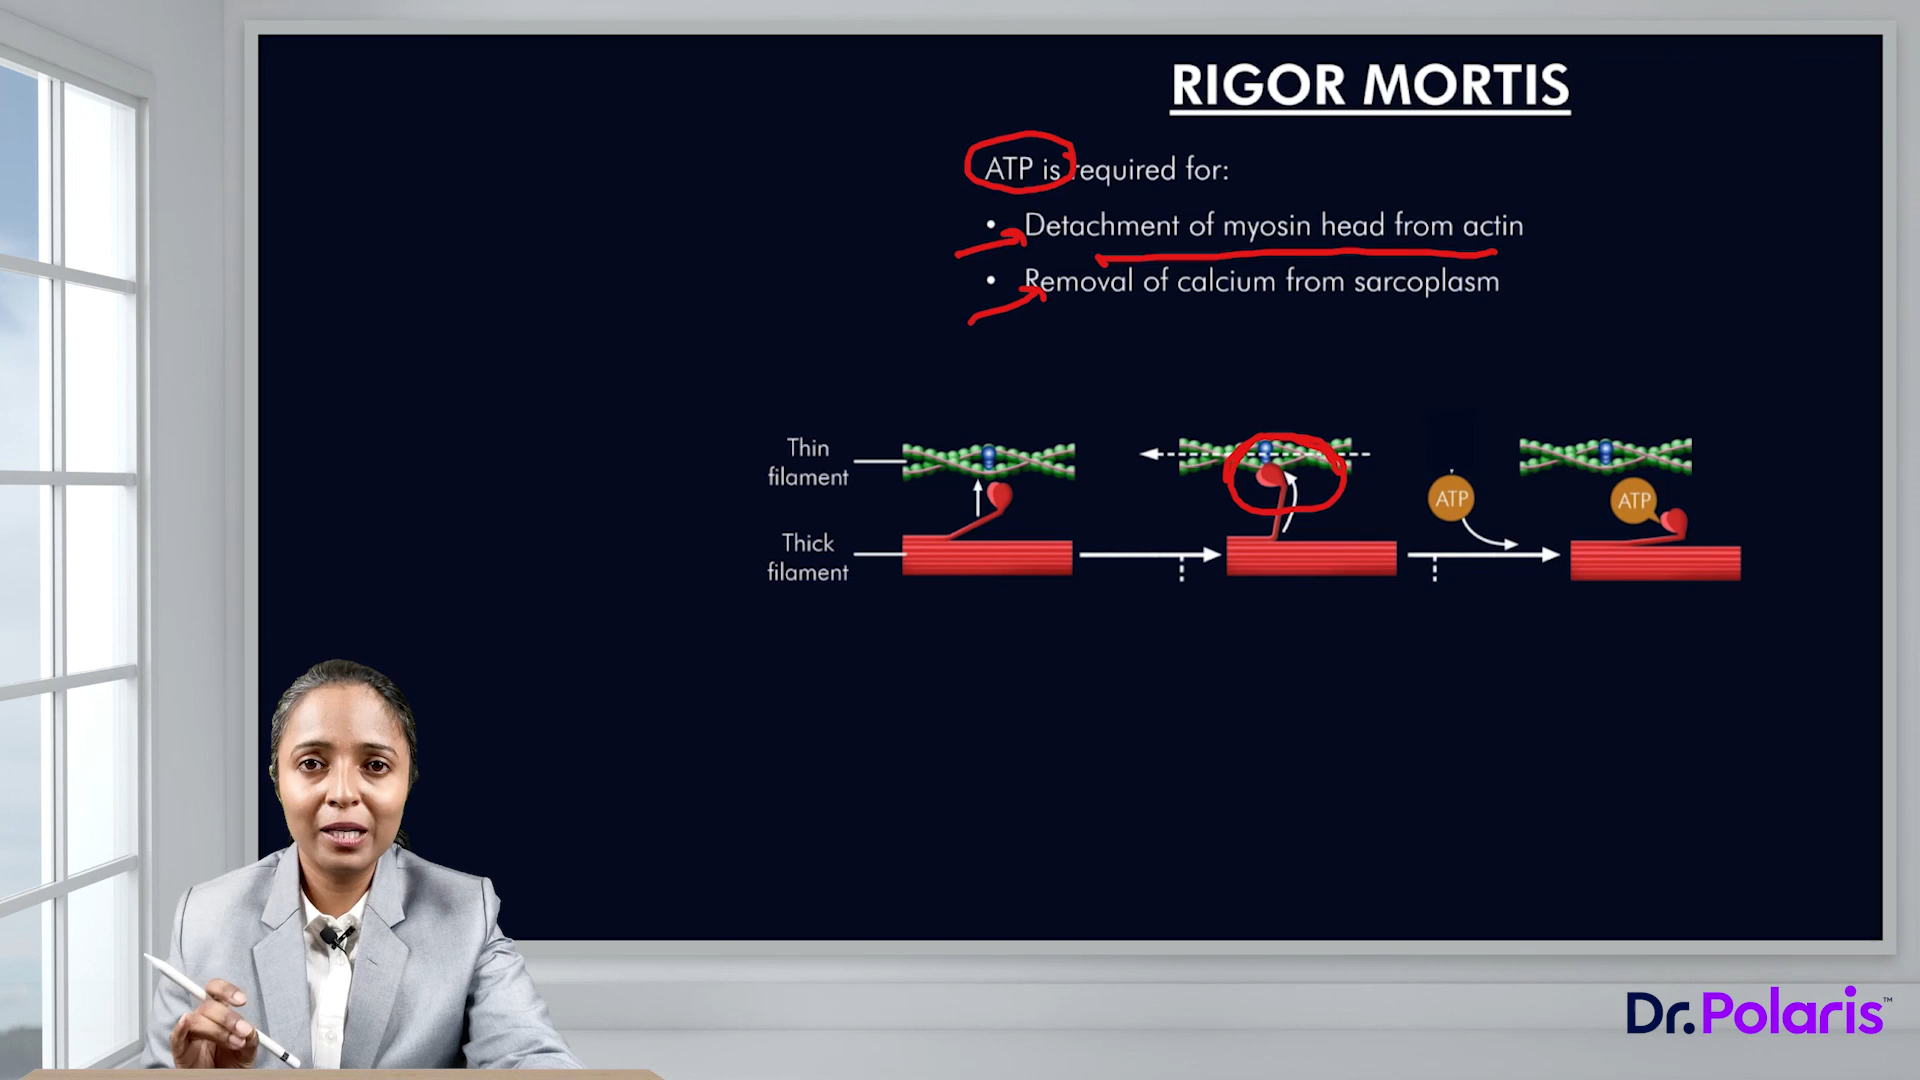 RIGOR MORTIS
ATP is required for:
• Detachment of myosin head from actin
• Removal of calcium from sarcoplasm
Thin
filament
ATP
ATP
Thick
filament
Dr.Polaris™